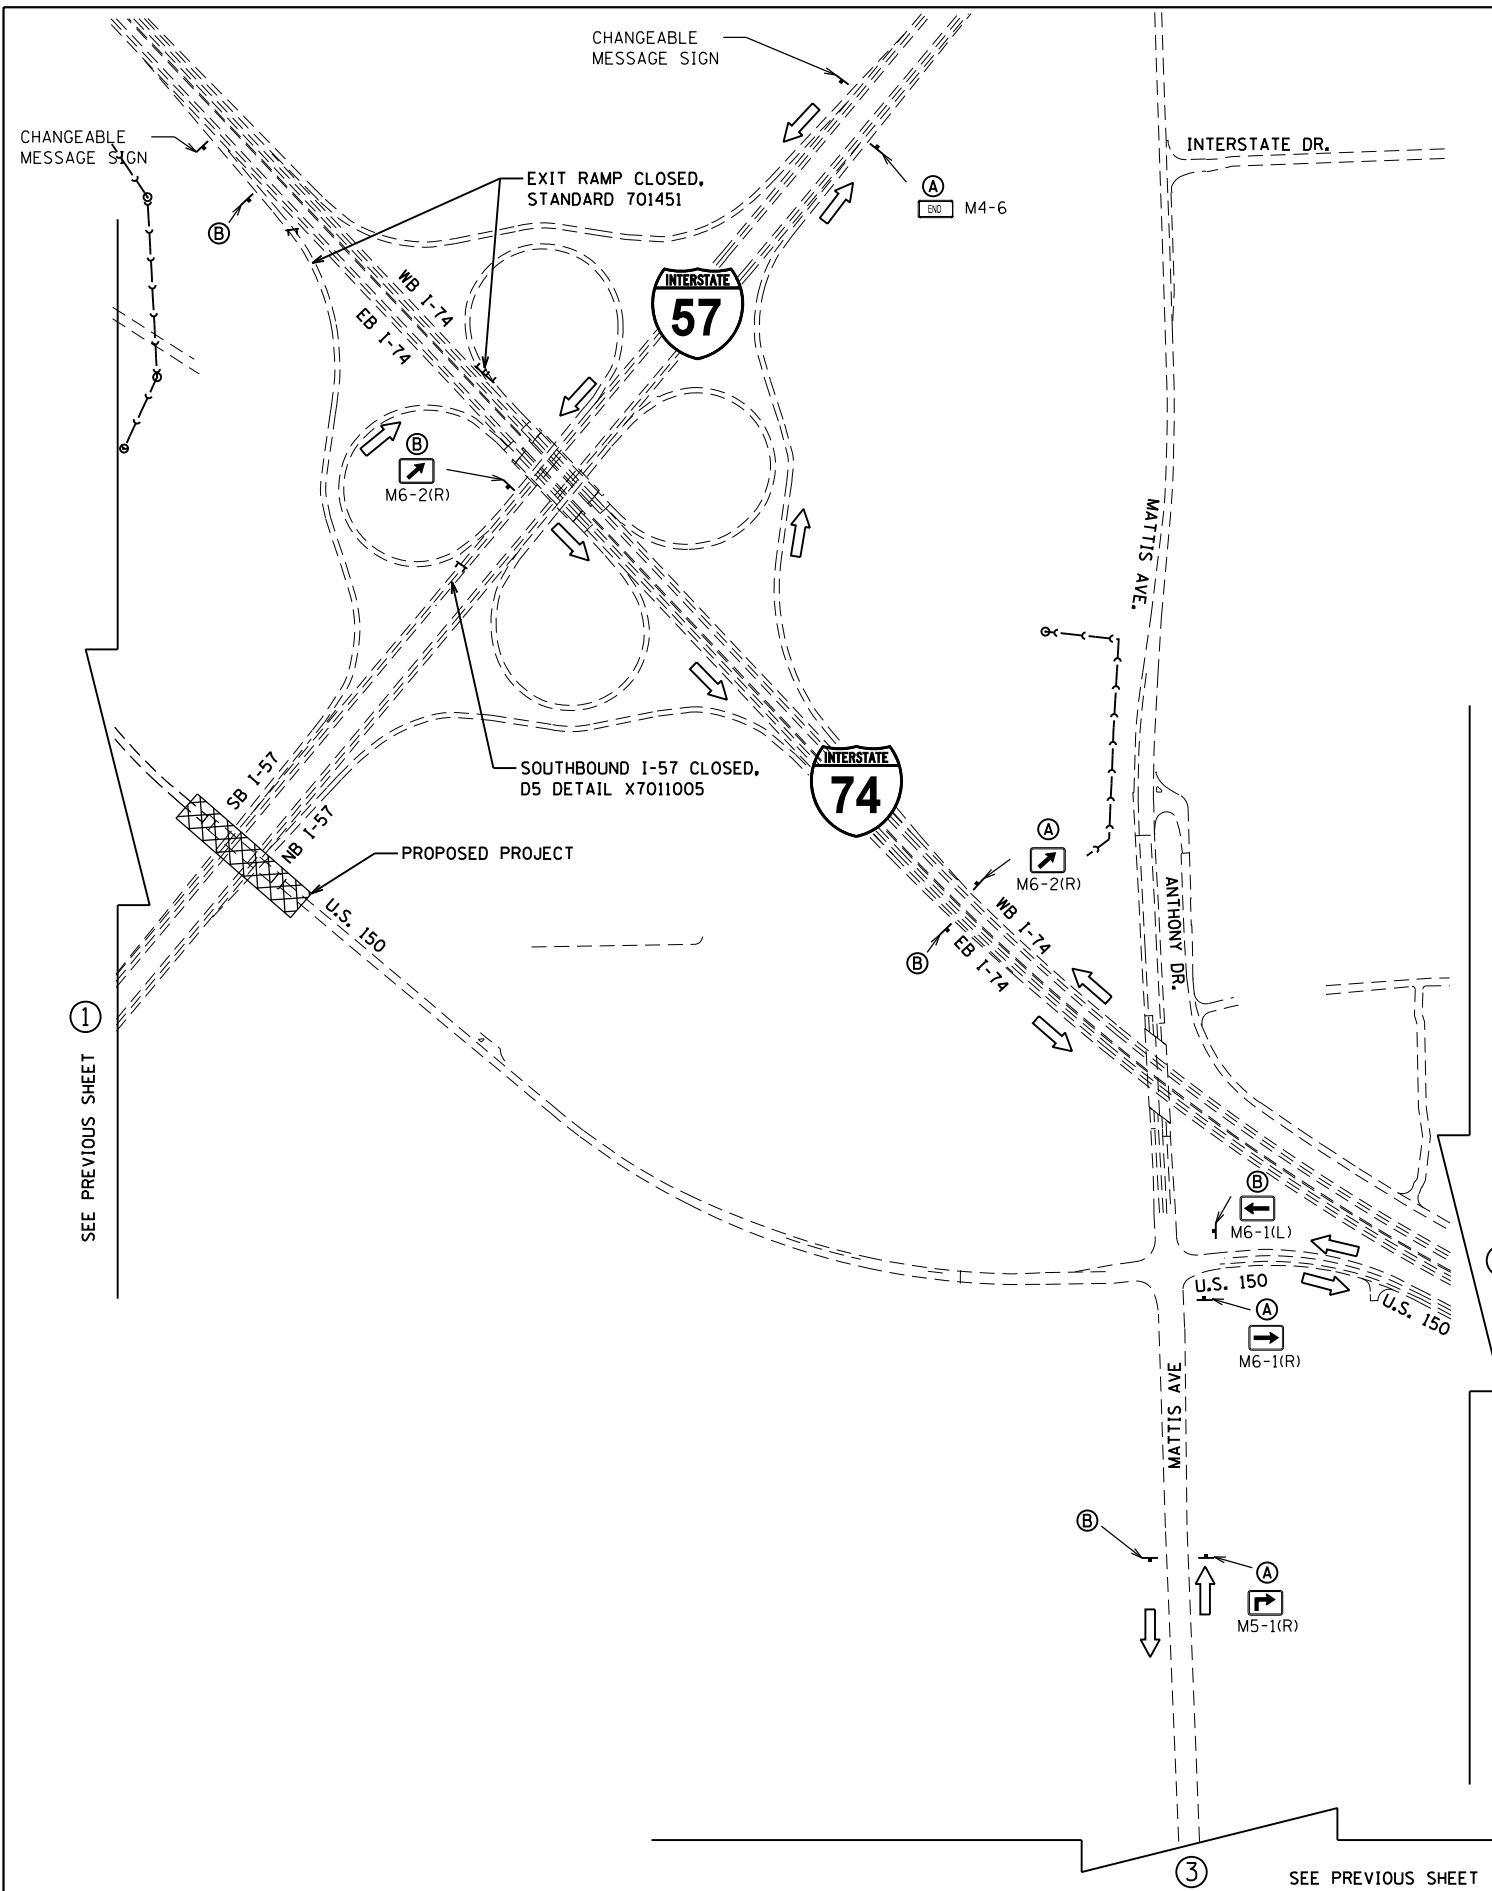 CHANGEABLE
MESSAGE SIGN
CHANGEABLE
MESSAGE SIGN
INTERSTATE DR.
EXIT RAMP CLOSED,
STANDARD 701451
A
END M4-6
B
WB I-74
EB I-74
INTERSTATE
57
B
M6-2(R)
MATTIS AVE.
SB I-57
NB I-57
SOUTHBOUND I-57 CLOSED,
D5 DETAIL X7011005
INTERSTATE
74
PROPOSED PROJECT
A
M6-2(R)
ANTHONY DR.
U.S. 150
WB I-74
EB I-74
B
1
SEE PREVIOUS SHEET
B
M6-1(L)
U.S. 150
U.S. 150
A
M6-1(R)
MATTIS AVE
B
A
M5-1(R)
3
SEE PREVIOUS SHEET